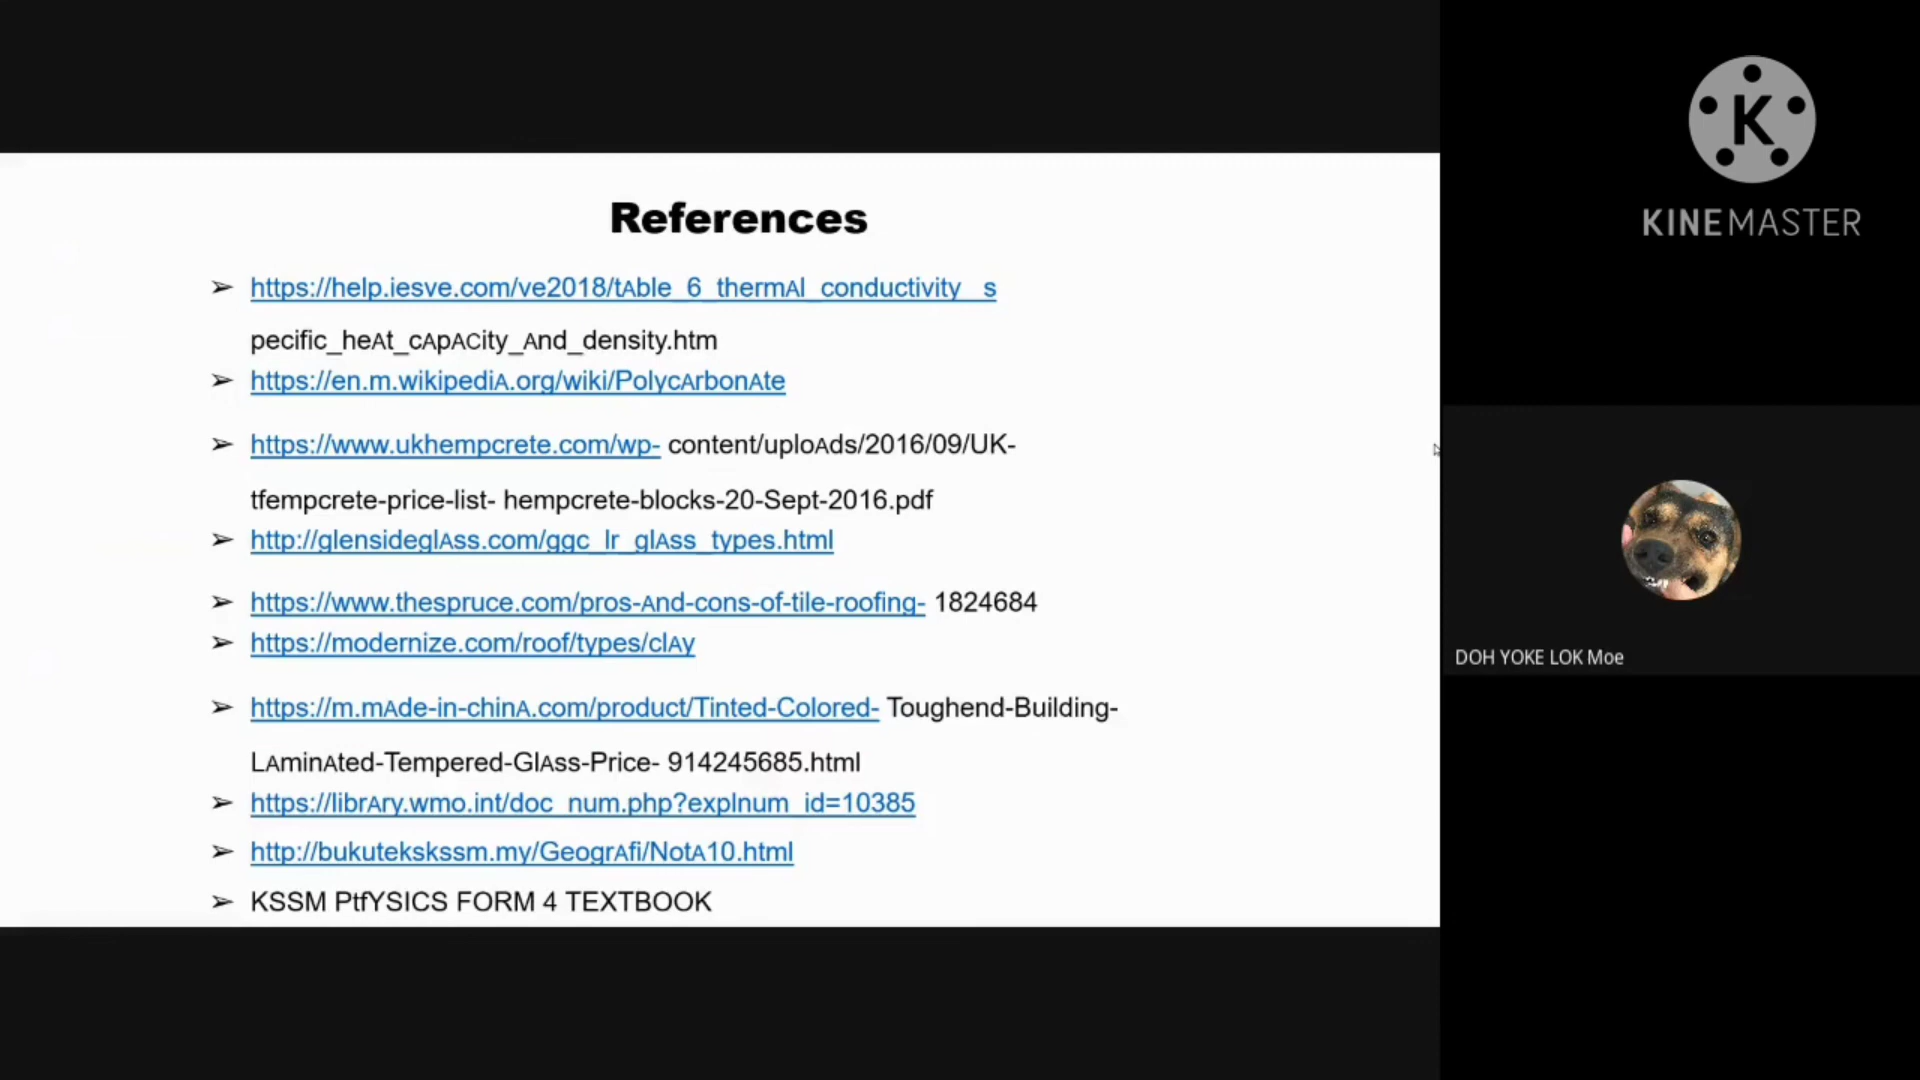 References
➢ https://help.iesve.com/ve2018/tAble_6_thermAl_conductivity__s
pecific_heAt_cApACity_And_density.htm
➢ https://en.m.wikipediA.org/wiki/PolycArbonAte
➢ https://www.ukhempcrete.com/wp- content/uploAds/2016/09/UK-
tfempcrete-price-list- hempcrete-blocks-20-Sept-2016.pdf
➢ http://glensideglAss.com/ggc_lr_glAss_types.html
➢ https://www.thespruce.com/pros-And-cons-of-tile-roofing- 1824684
➢ https://modernize.com/roof/types/clAy
➢ https://m.mAde-in-chinA.com/product/Tinted-Colored- Toughend-Building-
LAminAted-Tempered-GlAss-Price- 914245685.html
➢ https://librAry.wmo.int/doc_num.php?explnum_id=10385
➢ http://bukutekskssm.my/GeogrAfi/NotA10.html
➢ KSSM PtfYSICS FORM 4 TEXTBOOK
K
KINEMASTER
DOH YOKE LOK Moe